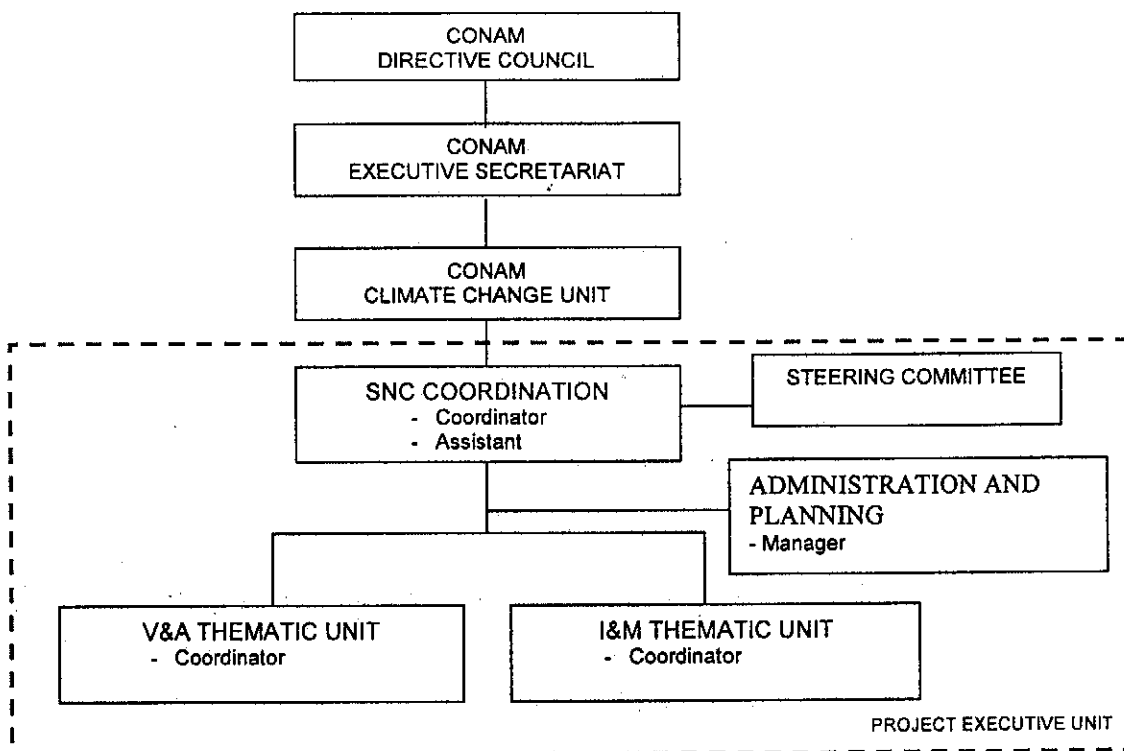 CONAM
DIRECTIVE COUNCIL
CONAM
EXECUTIVE SECRETARIAT
CONAM
CLIMATE CHANGE UNIT
SNC COORDINATION
- Coordinator
- Assistant
STEERING COMMITTEE
ADMINISTRATION AND
PLANNING
- Manager
V&A THEMATIC UNIT
- Coordinator
I&M THEMATIC UNIT
- Coordinator
PROJECT EXECUTIVE UNIT